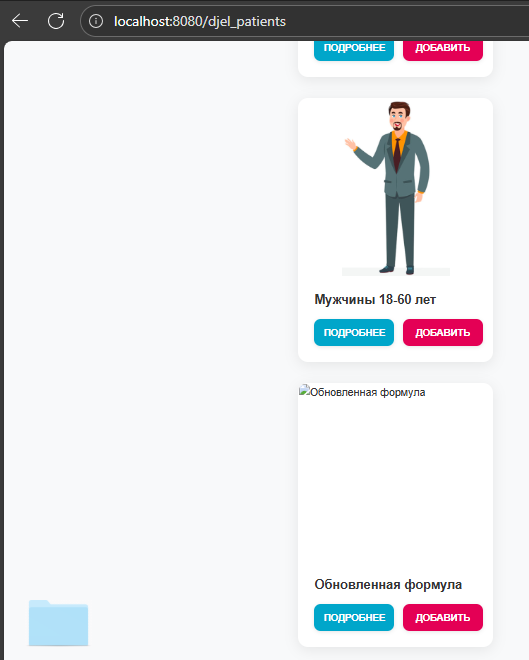 localhost:8080/djel_patients
ПОДРОБНЕЕ ДОБАВИТЬ
Мужчины 18-60 лет
ПОДРОБНЕЕ ДОБАВИТЬ
Обновленная формула
Обновленная формула
ПОДРОБНЕЕ ДОБАВИТЬ